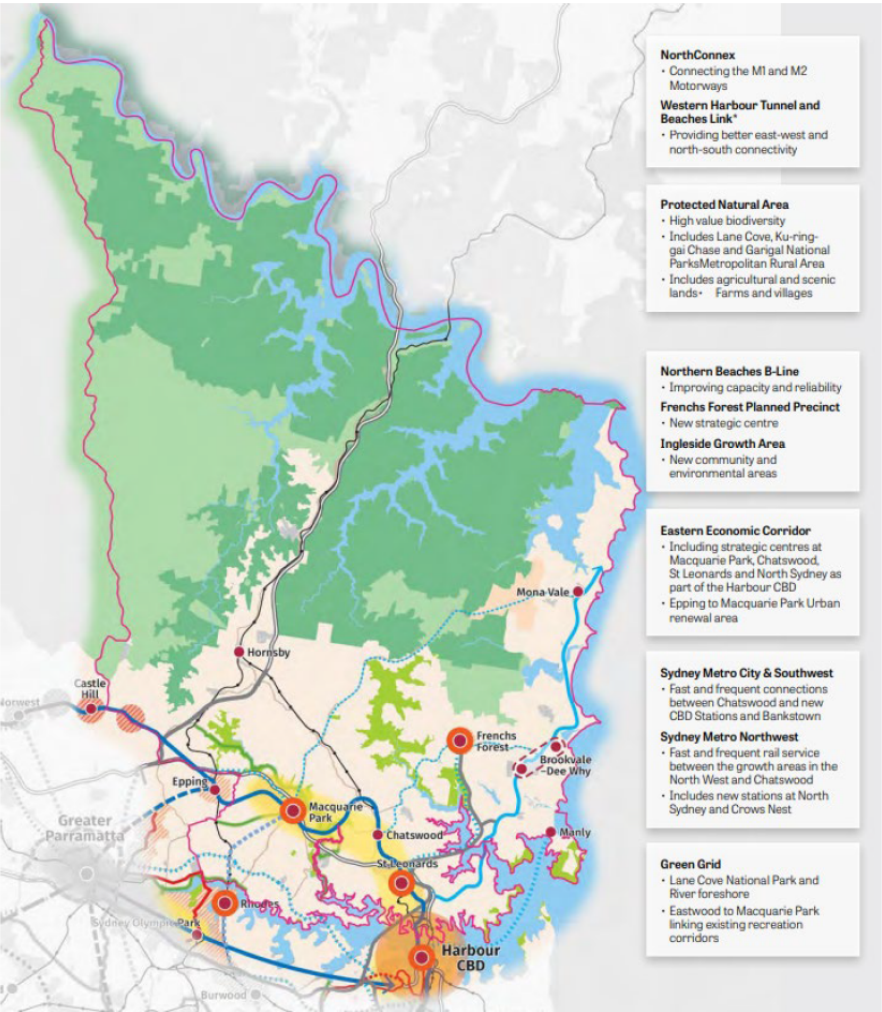 NorthConnex
• Connecting the M1 and M2
Motorways
Western Harbour Tunnel and
Beaches Link*
• Providing better east-west and
north-south connectivity
Protected Natural Area
• High value biodiversity
• Includes Lane Cove, Ku-ring-
gai Chase and Garigal National
ParksMetropolitan Rural Area
• Includes agricultural and scenic
lands• Farms and villages
Northern Beaches B-Line
• Improving capacity and reliability
Frenchs Forest Planned Precinct
• New strategic centre
Ingleside Growth Area
• New community and
environmental areas
Eastern Economic Corridor
• Including strategic centres at
Macquarie Park, Chatswood,
St Leonards and North Sydney as
part of the Harbour CBD
• Epping to Macquarie Park Urban
renewal area
Sydney Metro City & Southwest
• Fast and frequent connections
between Chatswood and new
CBD Stations and Bankstown
Sydney Metro Northwest
• Fast and frequent rail service
between the growth areas in the
North West and Chatswood
• Includes new stations at North
Sydney and Crows Nest
Green Grid
• Lane Cove National Park and
River foreshore
• Eastwood to Macquarie Park
linking existing recreation
corridors
Mona Vale
Hornsby
Castle
Hill
Norwest
Frenchs
Forest
Brookvale
–Dee Why
Epping
Macquarie
Park
Greater
Parramatta
Chatswood
Manly
St Leonards
Rhodes
Sydney Olympic Park
Harbour
CBD
Burwood